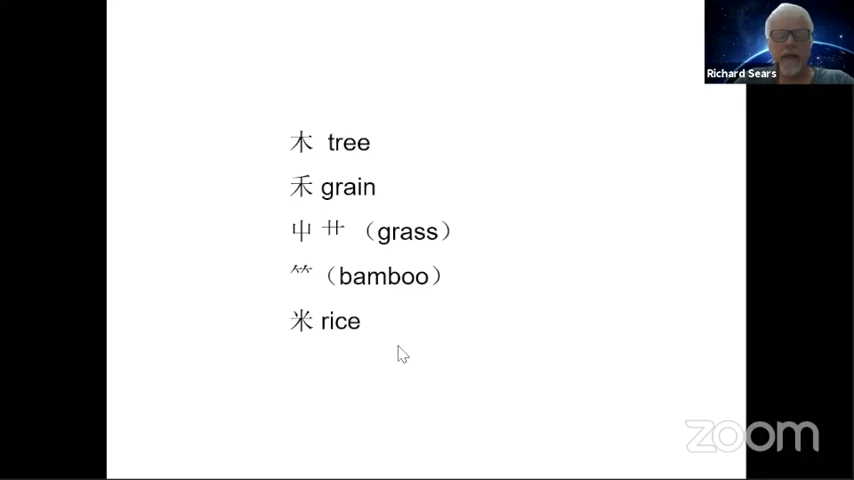 Richard Sears
木 tree
禾 grain
屮 艹 （grass）
⺮（bamboo）
米 rice
zoom